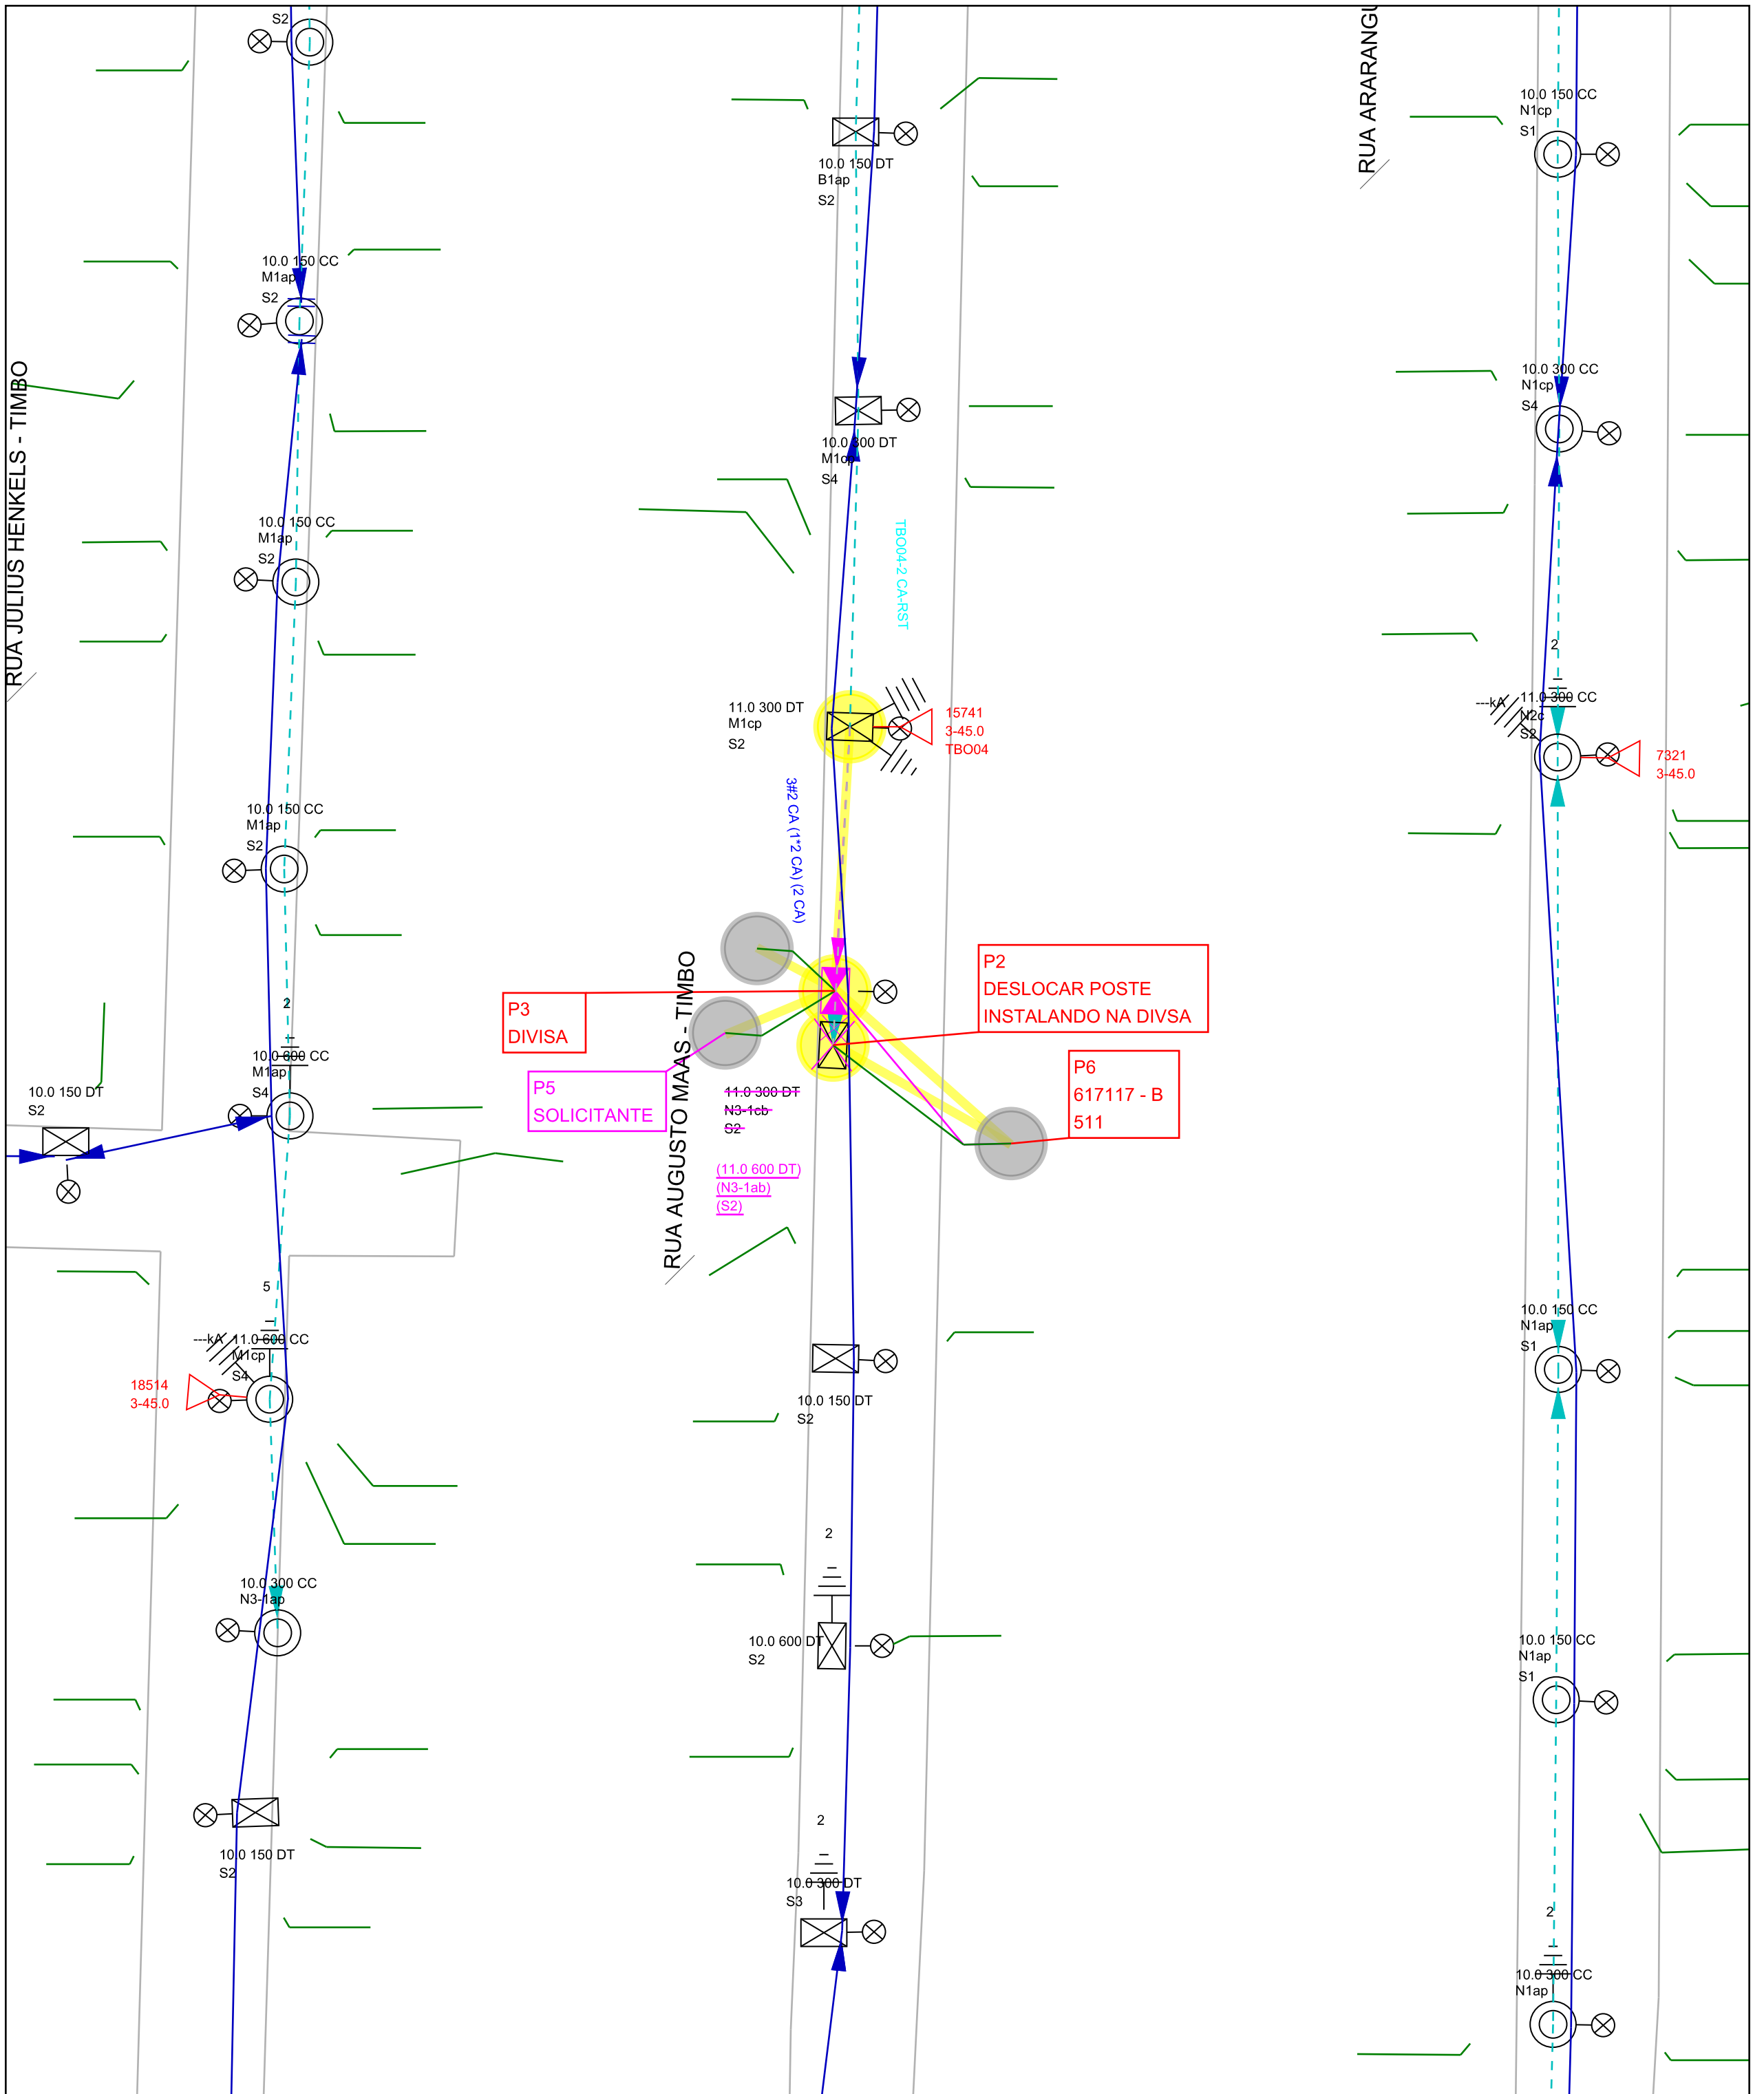 S2
10.0 150 CC
M1ap
S2
10.0 150 CC
M1ap
S2
RUA JULIUS HENKELS - TIMBO
10.0 150 CC
M1ap
S2
2
10.0 600 CC
M1ap
S4
10.0 150 DT
S2
5
---kA
11.0 600 CC
M1cp
S4
18514
3-45.0
10.0 300 CC
N3-1ap
10.0 150 DT
S2
10.0 150 DT
B1ap
S2
10.0 300 DT
M1cp
S4
TBO04-2 CA-RST
11.0 300 DT
M1cp
S2
15741
3-45.0
TBO04
3#2 CA (1*2 CA) (2 CA)
RUA AUGUSTO MAAS - TIMBO
P3
DIVISA
P2
DESLOCAR POSTE
INSTALANDO NA DIVSA
P5
SOLICITANTE
P6
617117 - B
511
11.0 300 DT
N3-1cb
S2
(11.0 600 DT)
(N3-1ab)
(S2)
10.0 150 DT
S2
2
10.0 600 DT
S2
2
10.0 300 DT
S3
RUA ARARANGU
10.0 150 CC
N1cp
S1
10.0 300 CC
N1cp
S4
2
---kA
11.0 300 CC
N2c
S2
7321
3-45.0
10.0 150 CC
N1ap
S1
10.0 150 CC
N1ap
S1
2
10.0 300 CC
N1ap